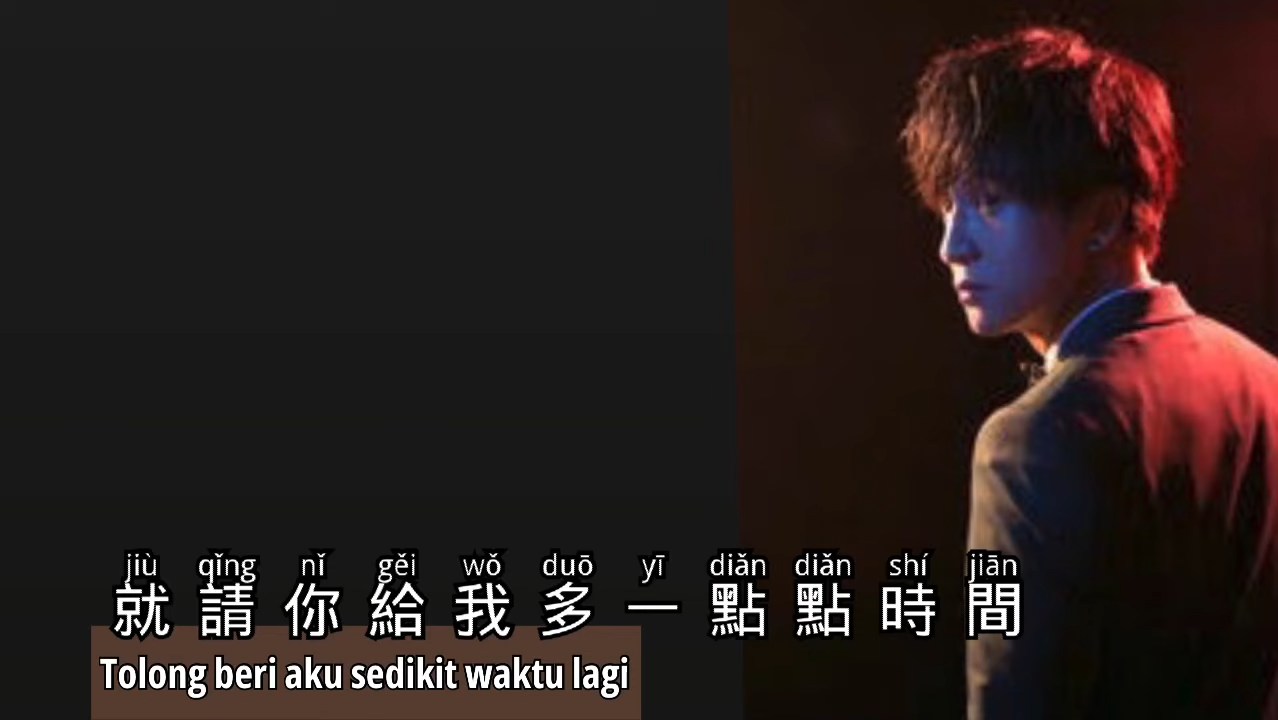 jiù qǐng nǐ gěi wǒ duō yī diǎn diǎn shí jiān
就請你給我多一點點時間
Tolong beri aku sedikit waktu lagi